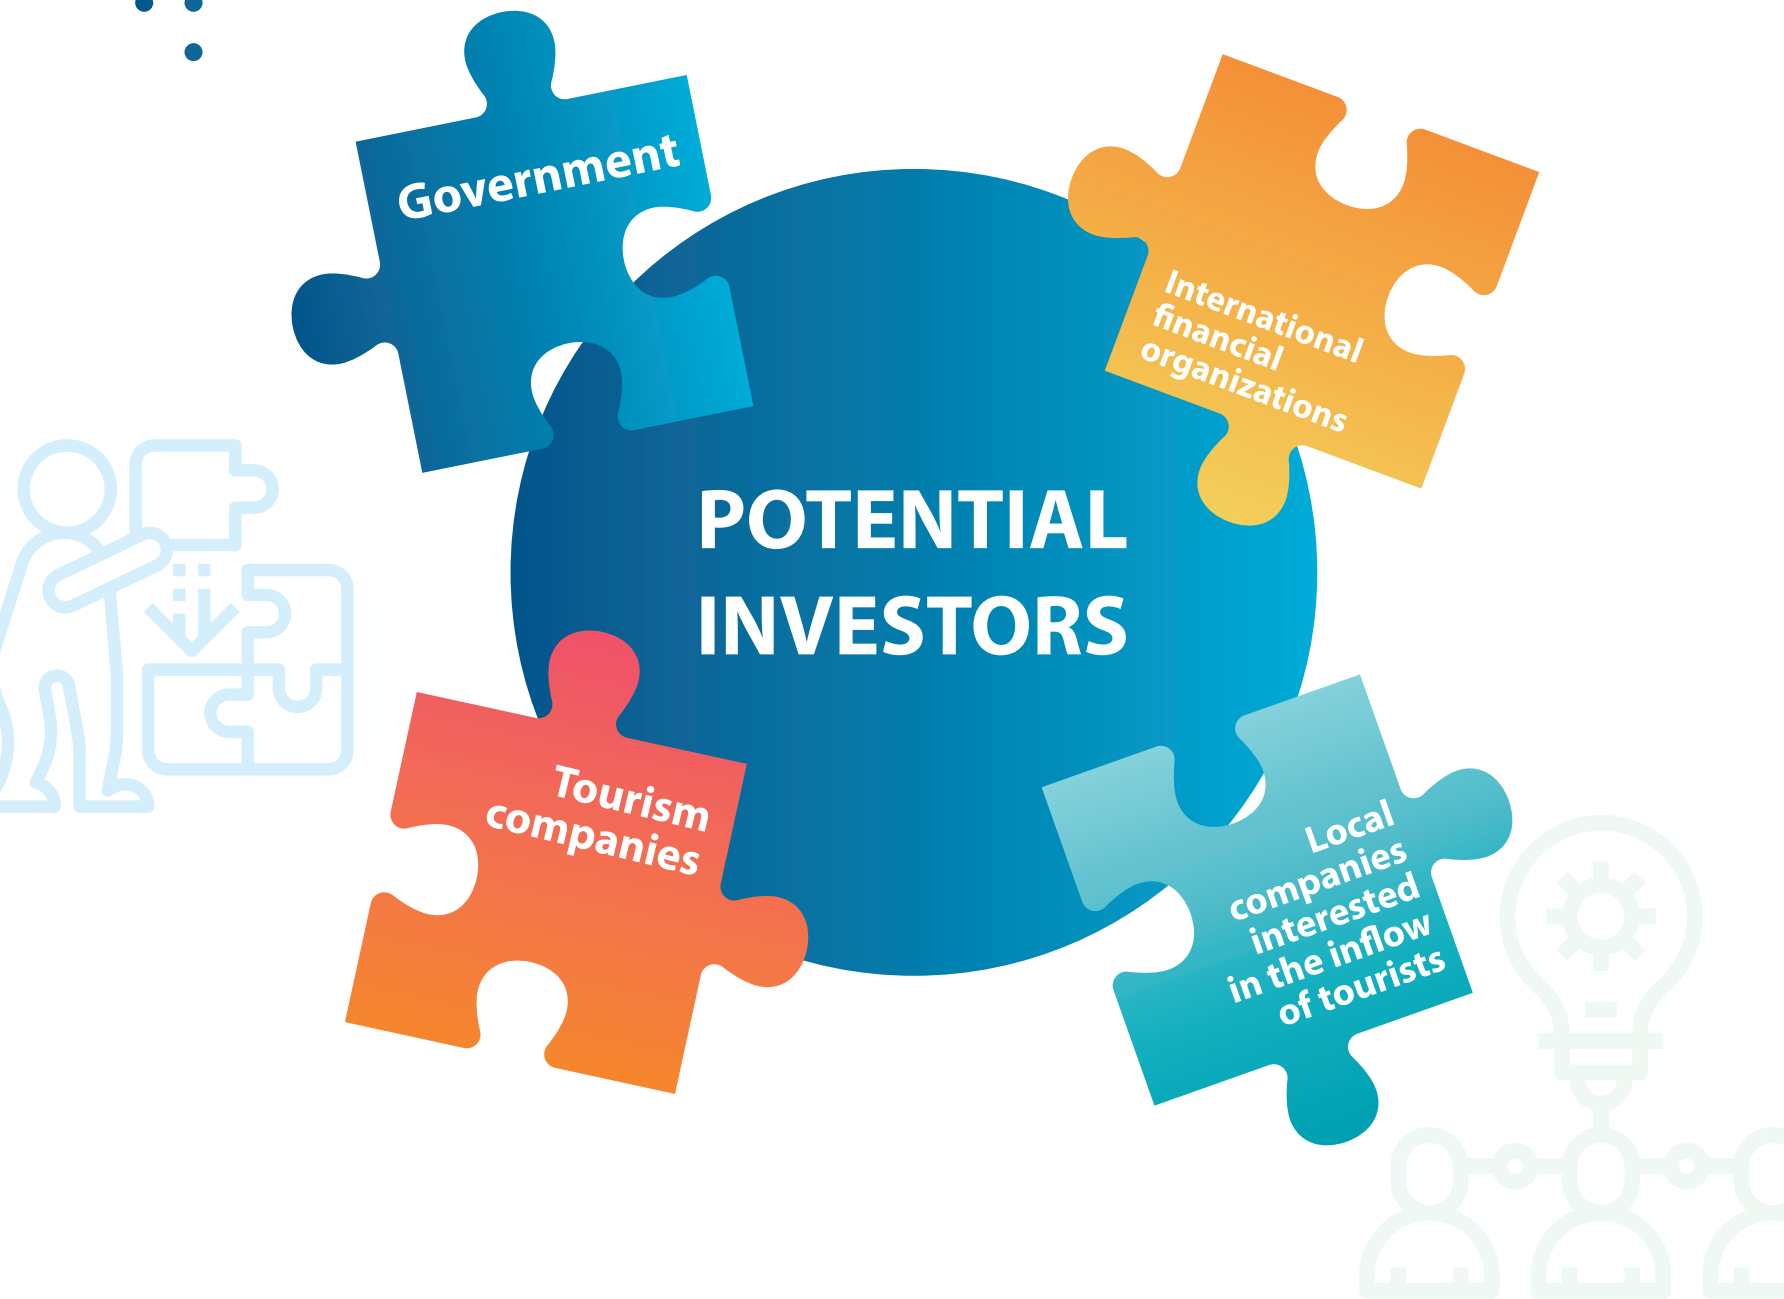 Government
International
financial
organizations
POTENTIAL
INVESTORS
Tourism
companies
Local
companies
interested
in the inflow
of tourists